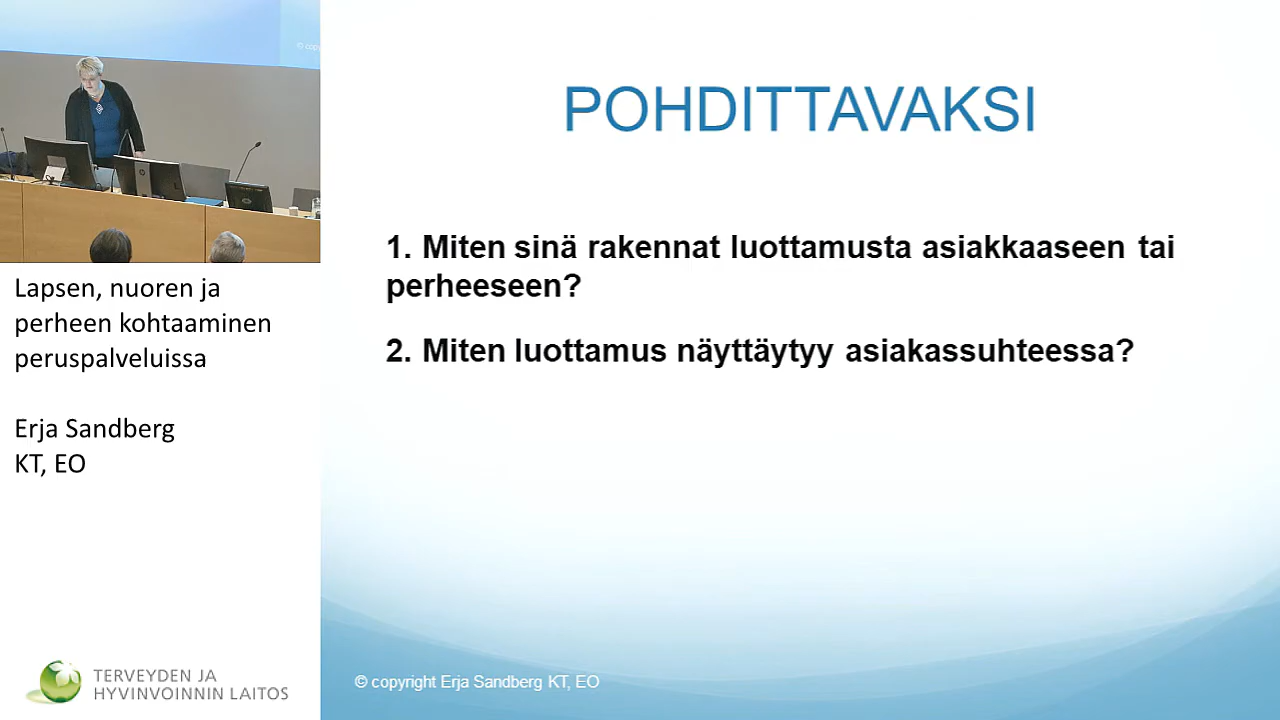 © copy
Lapsen, nuoren ja
perheen kohtaaminen
peruspalveluissa
Erja Sandberg
KT, EO
TERVEYDEN JA
HYVINVOINNIN LAITOS
POHDITTAVAKSI
1. Miten sinä rakennat luottamusta asiakkaaseen tai
perheeseen?
2. Miten luottamus näyttäytyy asiakassuhteessa?
© copyright Erja Sandberg KT, EO